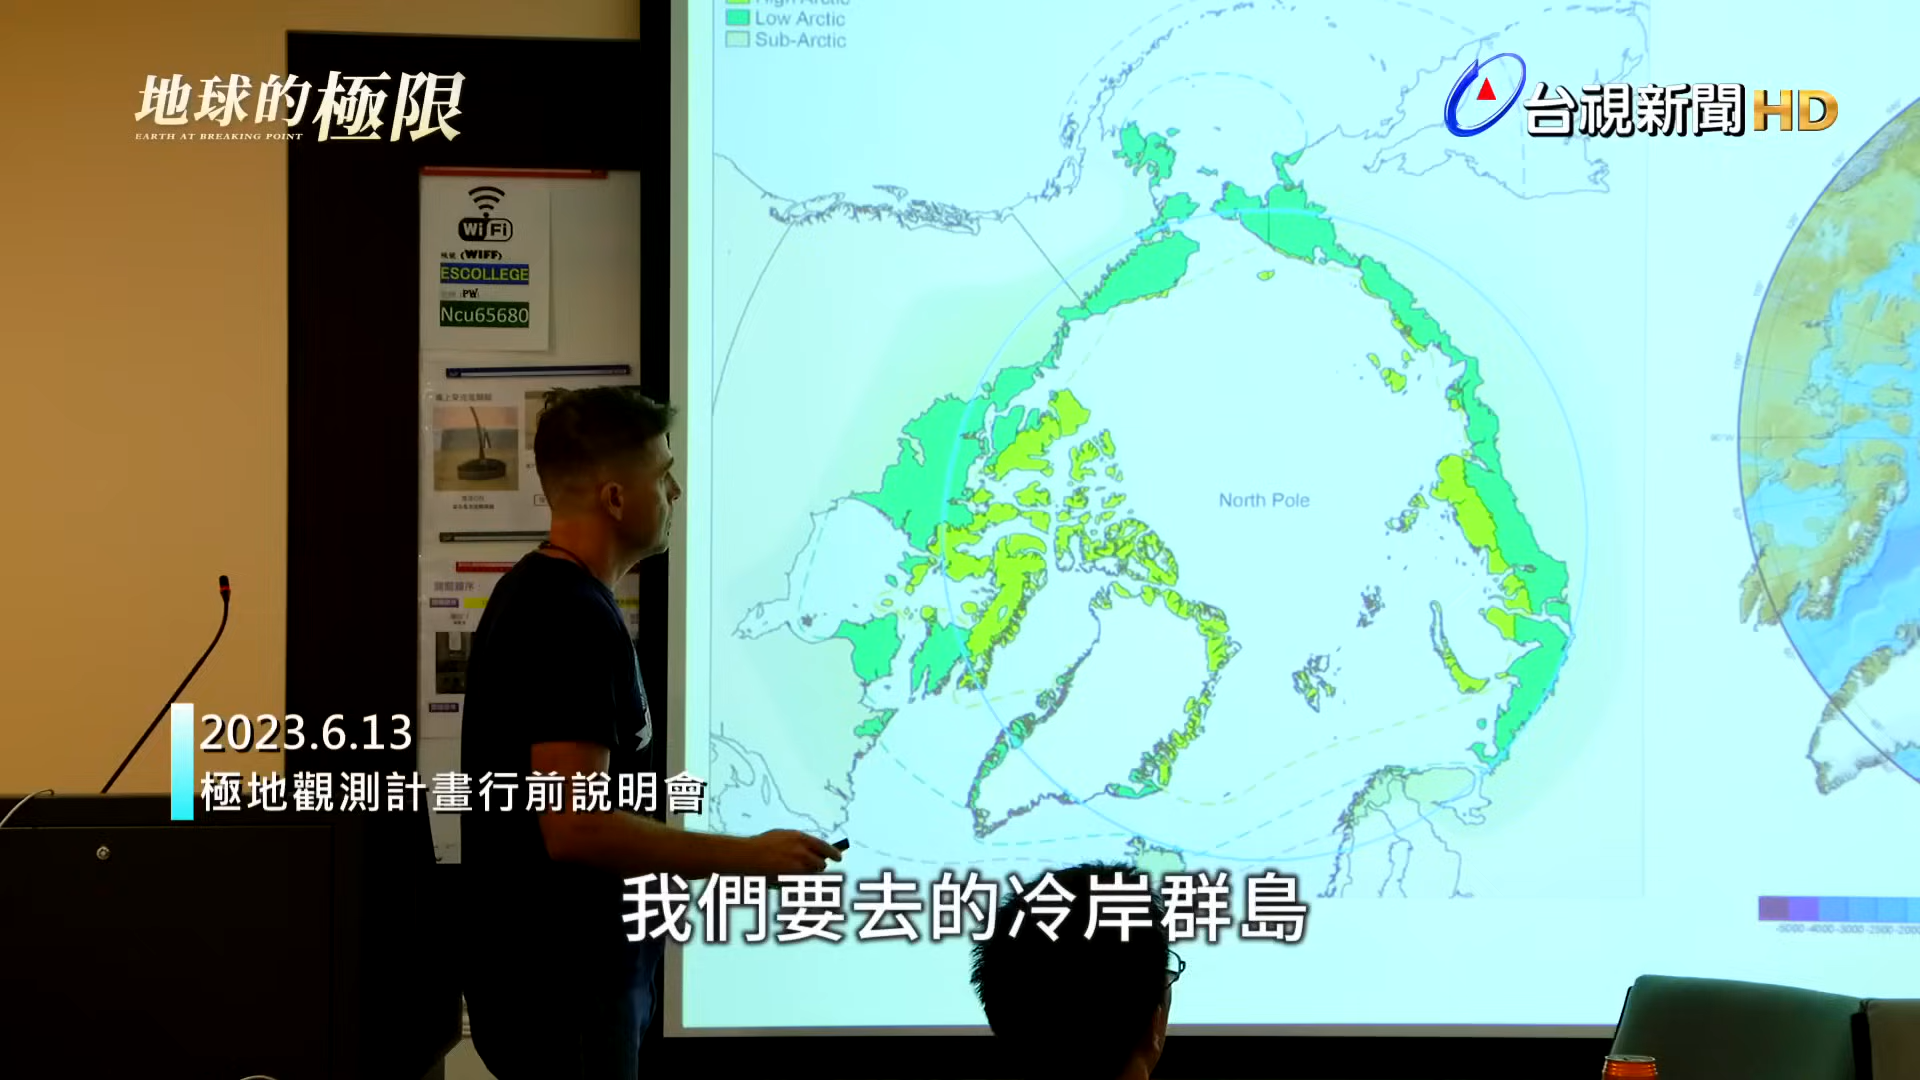 Low Arctic
Sub-Arctic
地球的極限
EARTH AT BREAKING POINT
台視新聞HD
WiFi
(WIFF)
ESCOLLEGE
PW
Ncu65680
North Pole
2023.6.13
極地觀測計畫行前說明會
我們要去的冷岸群島